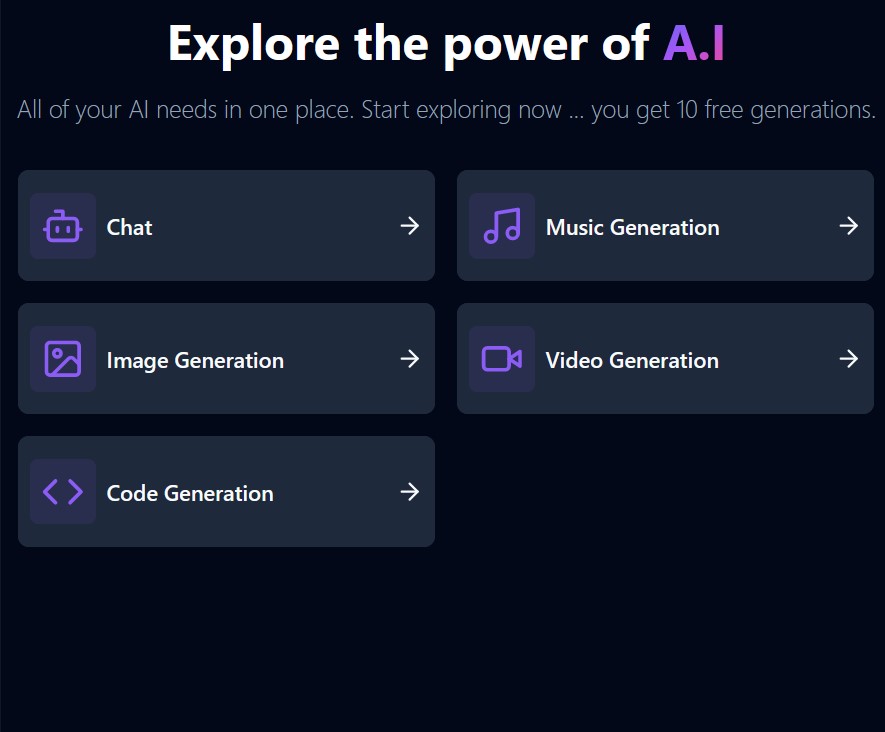 Explore the power of A.I
All of your AI needs in one place. Start exploring now ... you get 10 free generations.
Chat
Music Generation
Image Generation
Video Generation
Code Generation